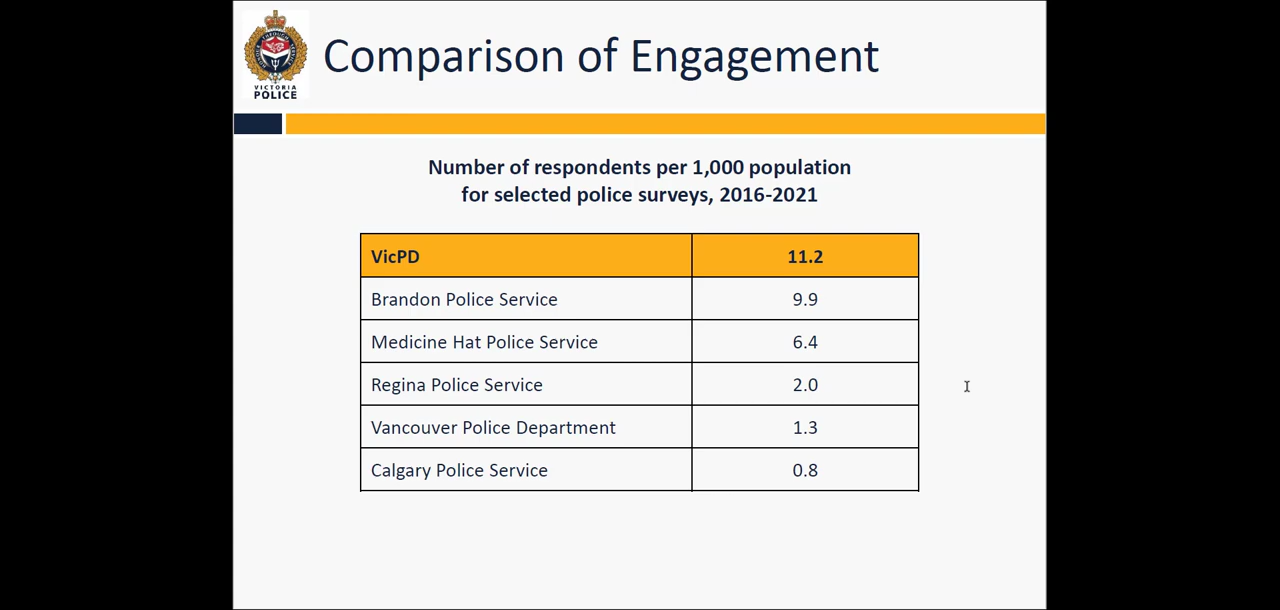 VICTORIA
POLICE
Comparison of Engagement
Number of respondents per 1,000 population
for selected police surveys, 2016-2021
VicPD 11.2
Brandon Police Service 9.9
Medicine Hat Police Service 6.4
Regina Police Service 2.0
Vancouver Police Department 1.3
Calgary Police Service 0.8